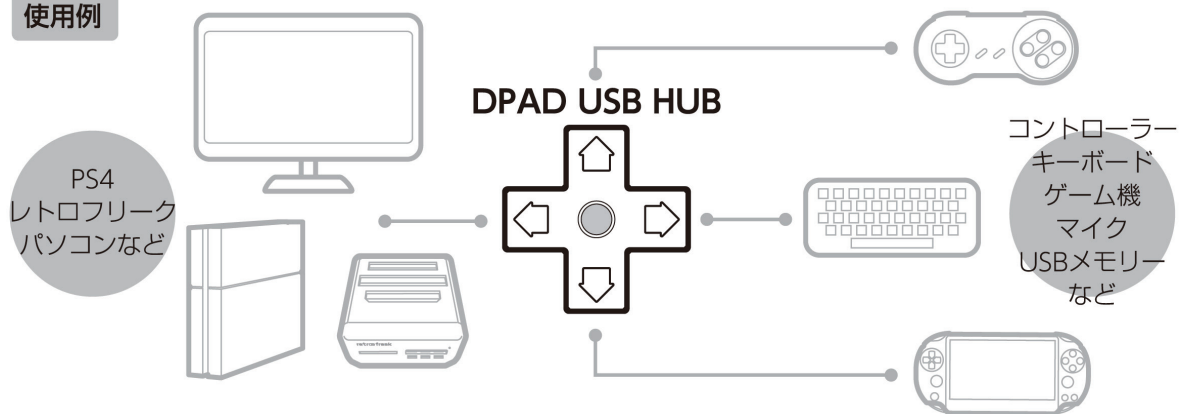 使用例
DPAD USB HUB
PS4
レトロフリーク
パソコンなど
retro freak
コントローラー
キーボード
ゲーム機
マイク
USBメモリー
など